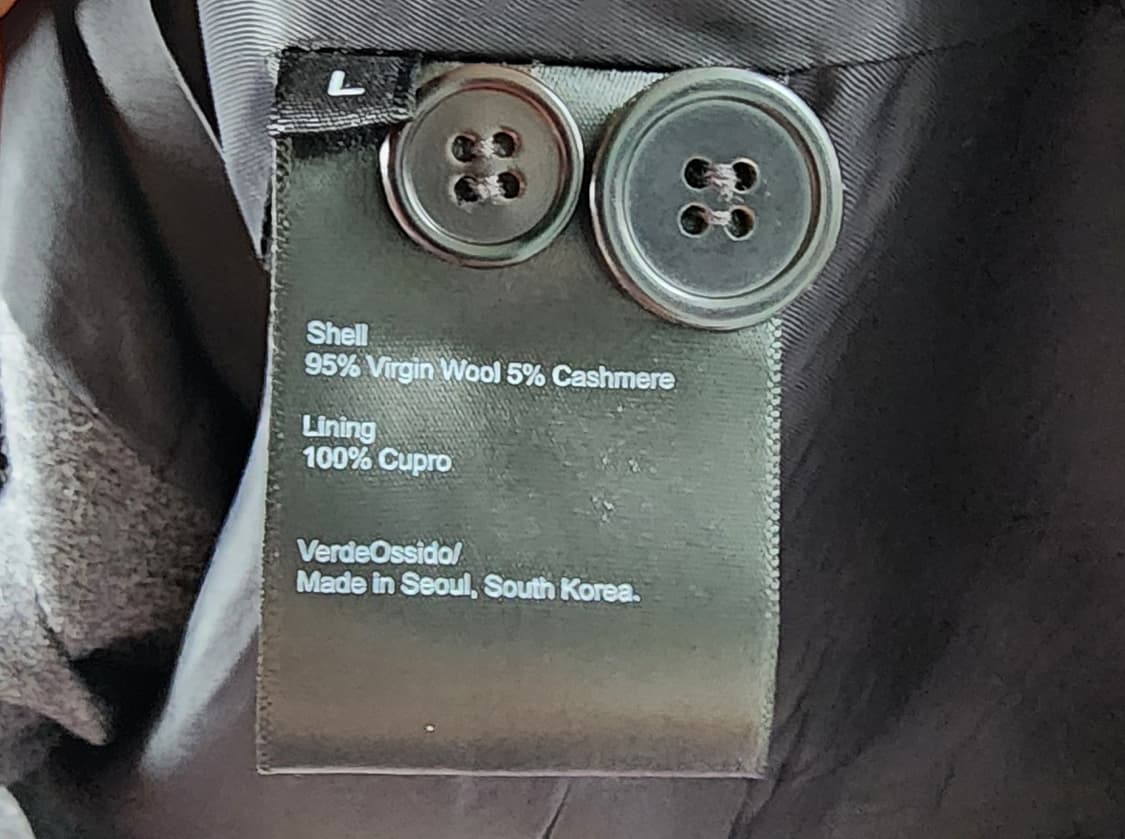 L
Shell
95% Virgin Wool 5% Cashmere
Lining
100% Cupro
VerdeOssido/
Made in Seoul, South Korea.